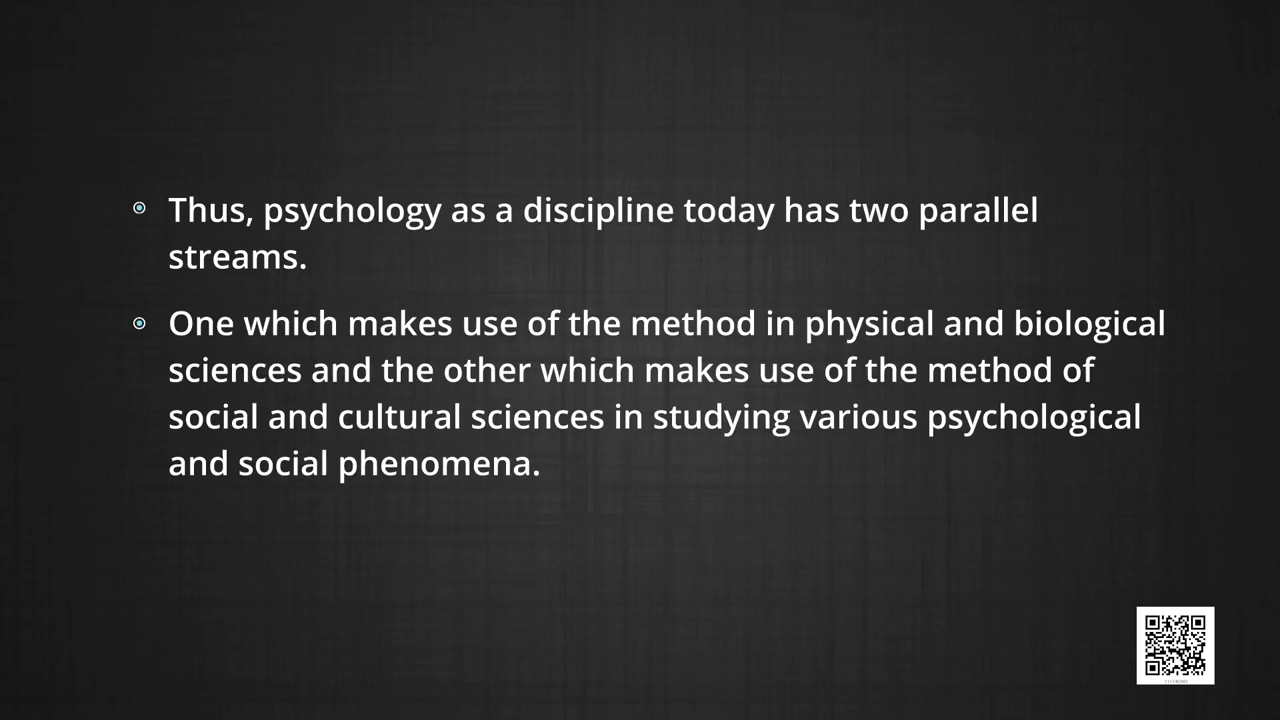 Thus, psychology as a discipline today has two parallel
streams.
One which makes use of the method in physical and biological
sciences and the other which makes use of the method of
social and cultural sciences in studying various psychological
and social phenomena.